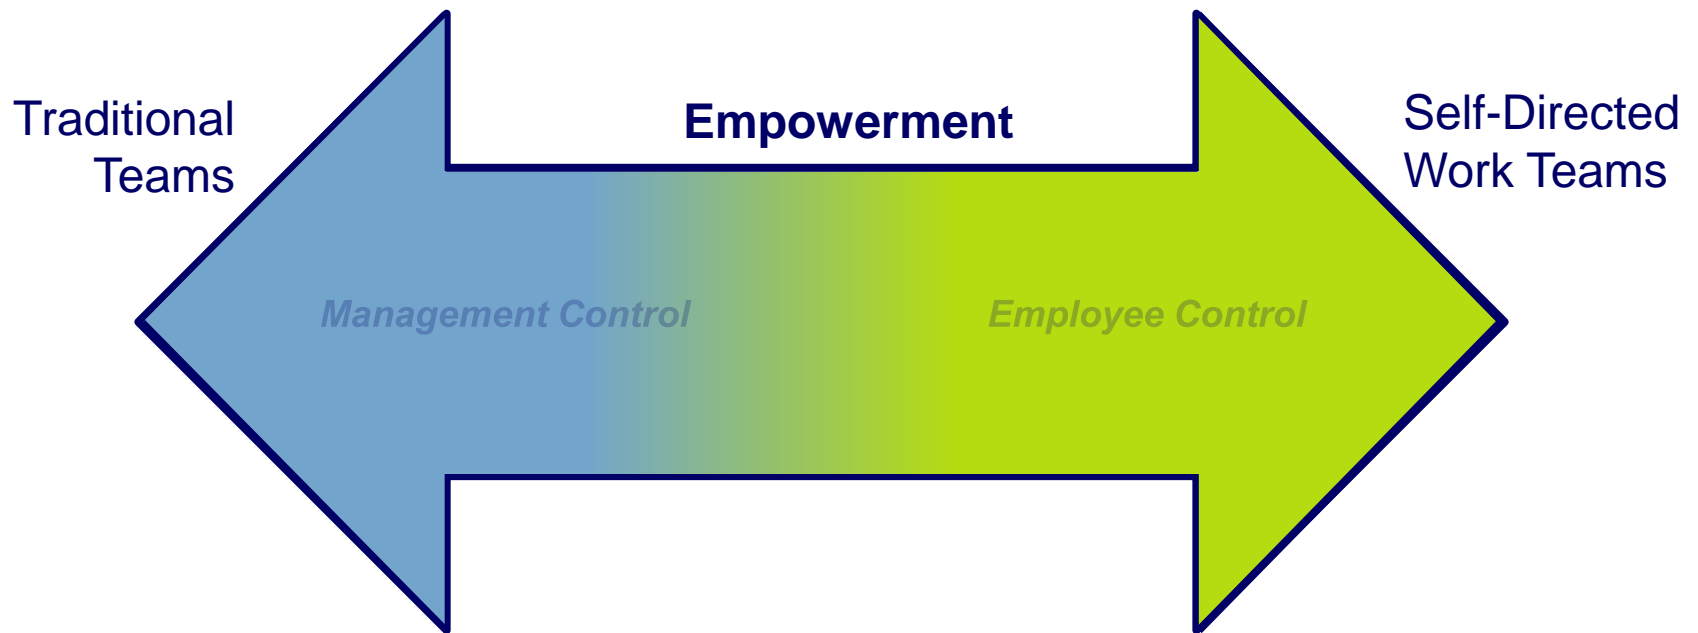 Traditional
Teams
Empowerment
Self-Directed
Work Teams
Management Control
Employee Control